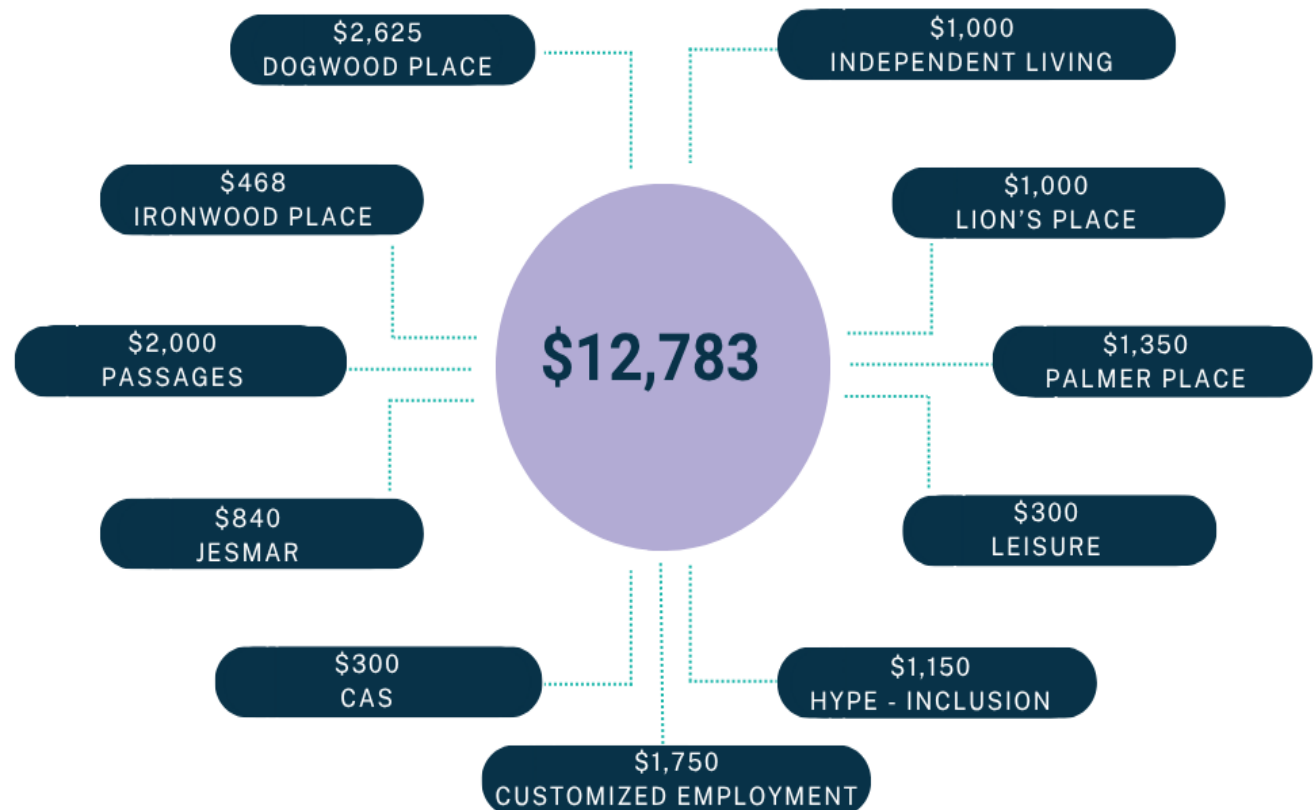 $2,625
DOGWOOD PLACE
$1,000
INDEPENDENT LIVING
$468
IRONWOOD PLACE
$1,000
LION’S PLACE
$2,000
PASSAGES
$12,783
$1,350
PALMER PLACE
$840
JESMAR
$300
LEISURE
$300
CAS
$1,150
HYPE - INCLUSION
$1,750
CUSTOMIZED EMPLOYMENT